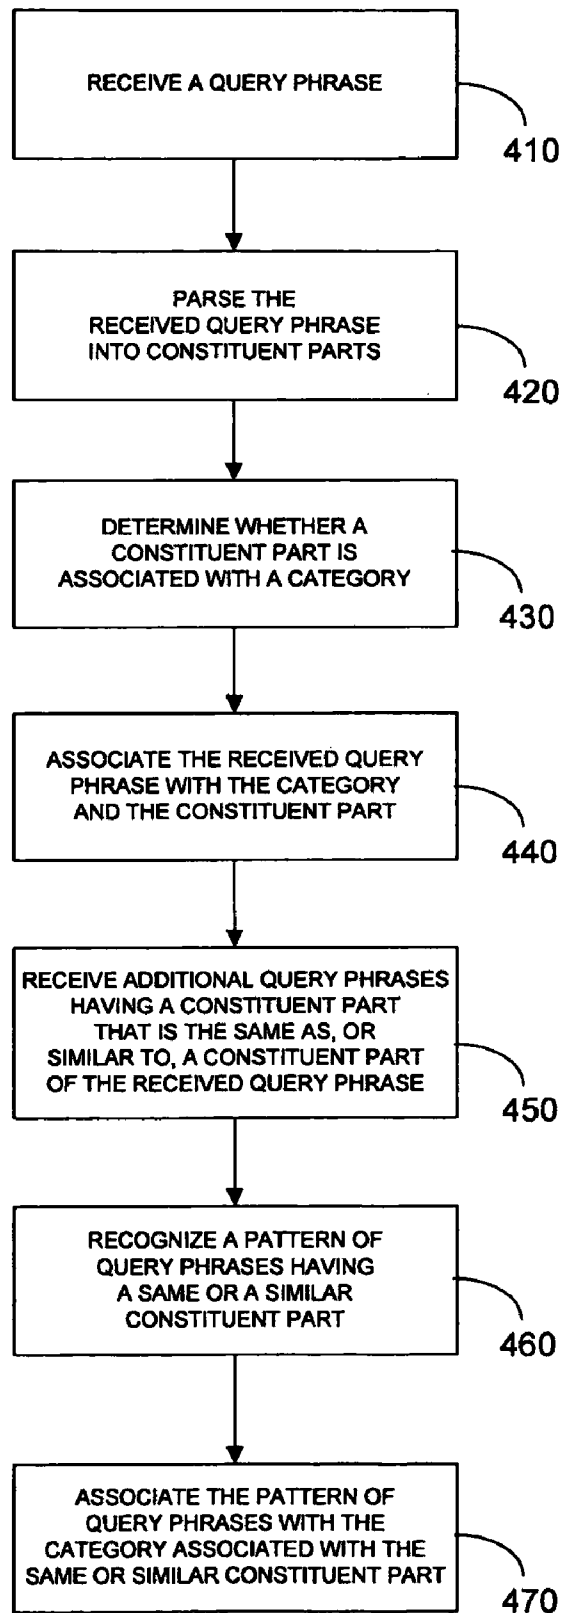 RECEIVE A QUERY PHRASE
410
PARSE THE
RECEIVED QUERY PHRASE
INTO CONSTITUENT PARTS
420
DETERMINE WHETHER A
CONSTITUENT PART IS
ASSOCIATED WITH A CATEGORY
430
ASSOCIATE THE RECEIVED QUERY
PHRASE WITH THE CATEGORY
AND THE CONSTITUENT PART
440
RECEIVE ADDITIONAL QUERY PHRASES
HAVING A CONSTITUENT PART
THAT IS THE SAME AS, OR
SIMILAR TO, A CONSTITUENT PART
OF THE RECEIVED QUERY PHRASE
450
RECOGNIZE A PATTERN OF
QUERY PHRASES HAVING
A SAME OR A SIMILAR
CONSTITUENT PART
460
ASSOCIATE THE PATTERN OF
QUERY PHRASES WITH THE
CATEGORY ASSOCIATED WITH THE
SAME OR SIMILAR CONSTITUENT PART
470